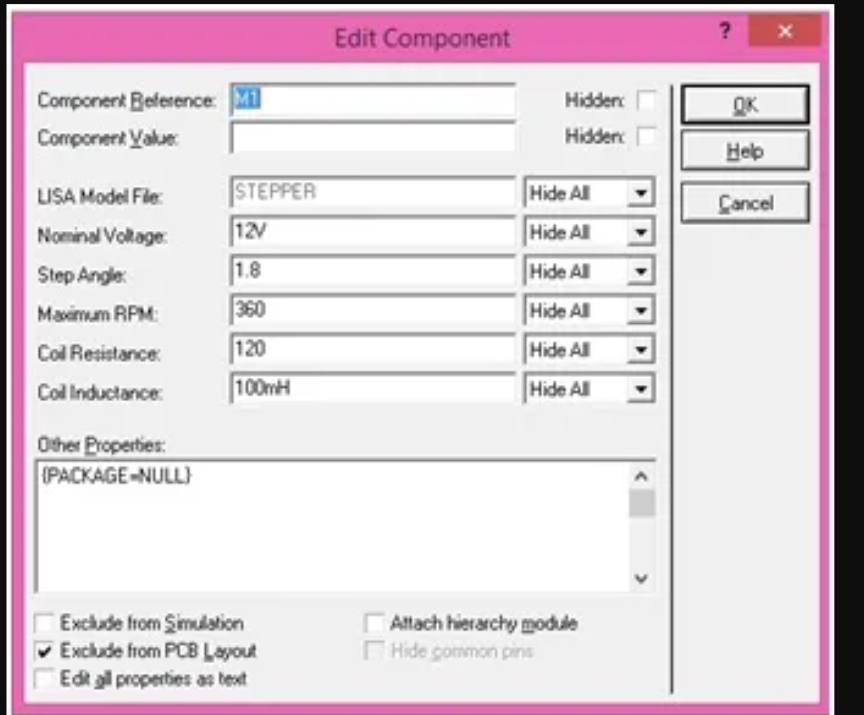 Edit Component
? ×
Component Reference: M1 Hidden:
OK
Component Value: Hidden:
Help
LISA Model File: STEPPER Hide All
Cancel
Nominal Voltage: 12V Hide All
Step Angle: 1.8 Hide All
Maximum RPM: 360 Hide All
Coil Resistance: 120 Hide All
Coil Inductance: 100mH Hide All
Other Properties:
{PACKAGE=NULL}
Exclude from Simulation Attach hierarchy module
Exclude from PCB Layout Hide common pins
Edit all properties as text